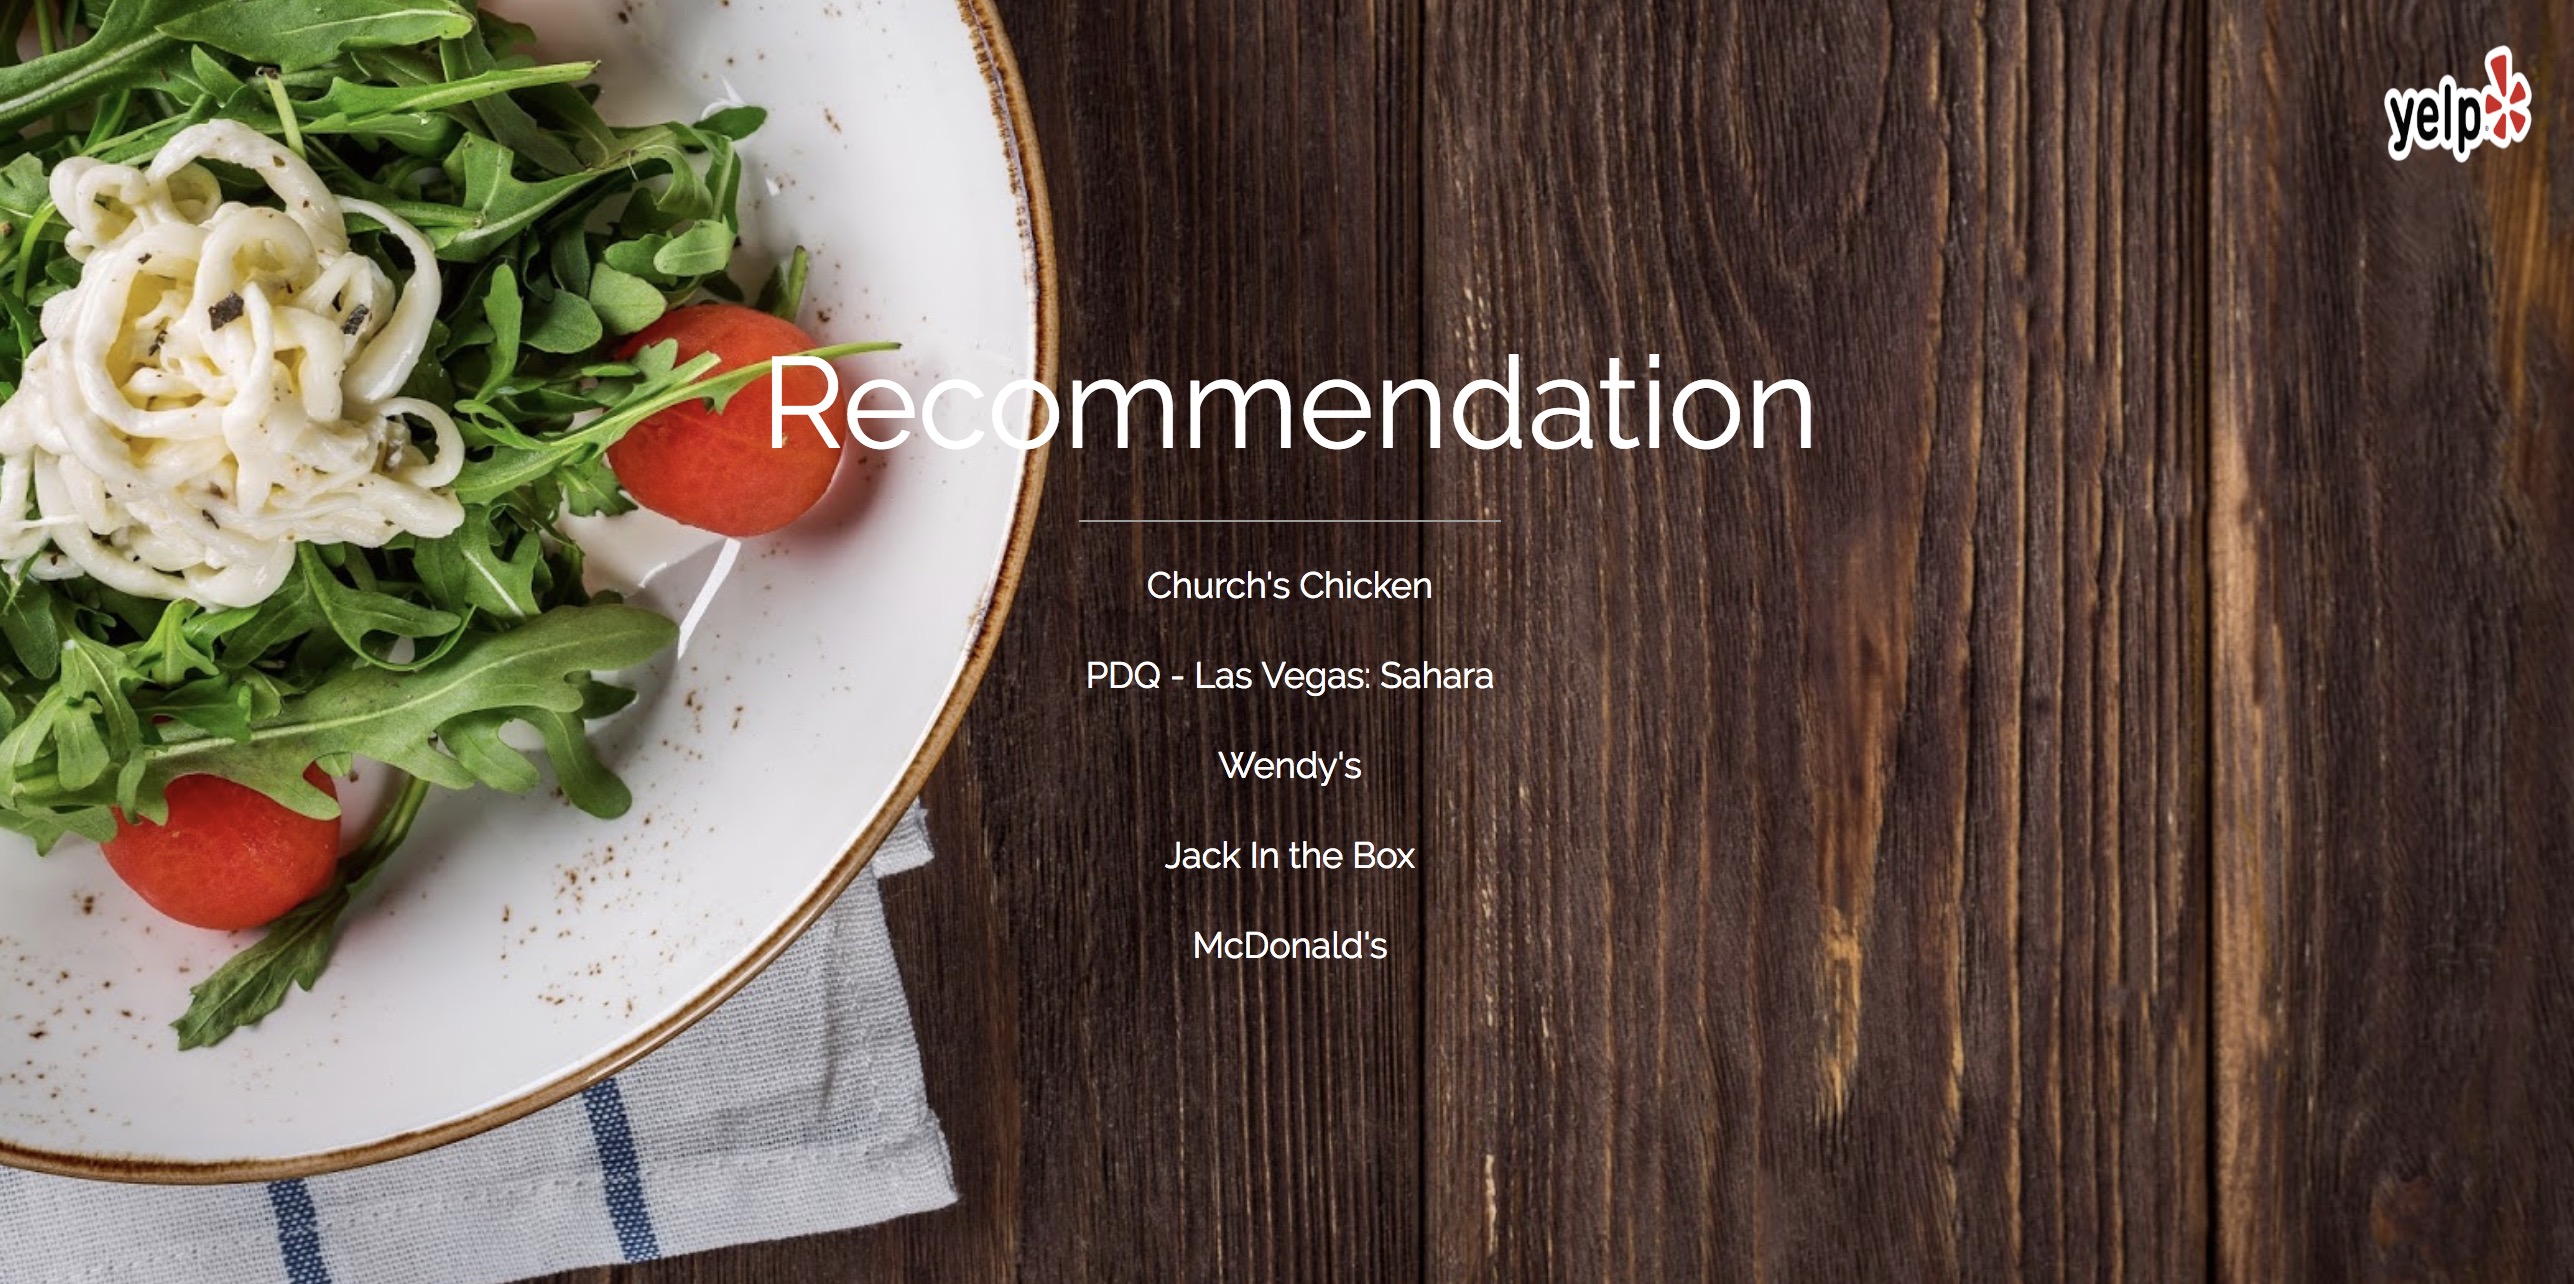 yelp
Recommendation
Church's Chicken
PDQ - Las Vegas: Sahara
Wendy's
Jack In the Box
McDonald's